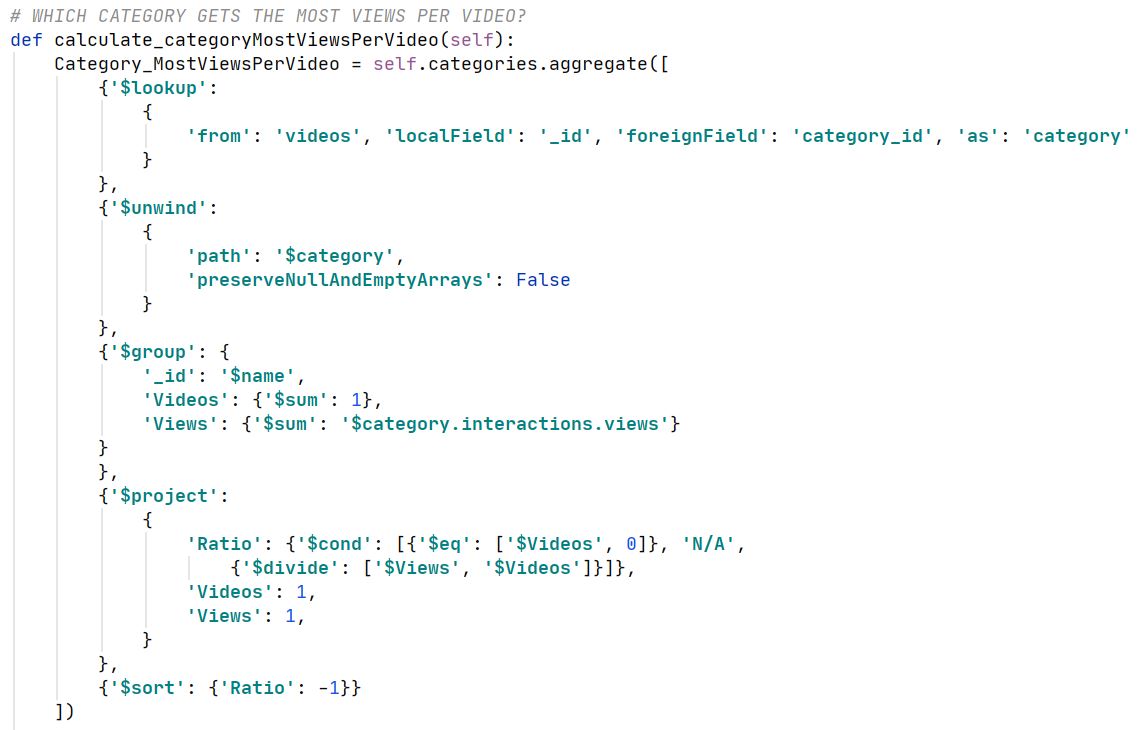 # WHICH CATEGORY GETS THE MOST VIEWS PER VIDEO?
def calculate_categoryMostViewsPerVideo(self):
    Category_MostViewsPerVideo = self.categories.aggregate([
        {'$lookup':
            {
                'from': 'videos', 'localField': '_id', 'foreignField': 'category_id', 'as': 'category'
            }
        },
        {'$unwind':
            {
                'path': '$category',
                'preserveNullAndEmptyArrays': False
            }
        },
        {'$group': {
            '_id': '$name',
            'Videos': {'$sum': 1},
            'Views': {'$sum': '$category.interactions.views'}
        }
        },
        {'$project':
            {
                'Ratio': {'$cond': [{'$eq': ['$Videos', 0]}, 'N/A',
                    {'$divide': ['$Views', '$Videos']}]},
                'Videos': 1,
                'Views': 1,
            }
        },
        {'$sort': {'Ratio': -1}}
    ])